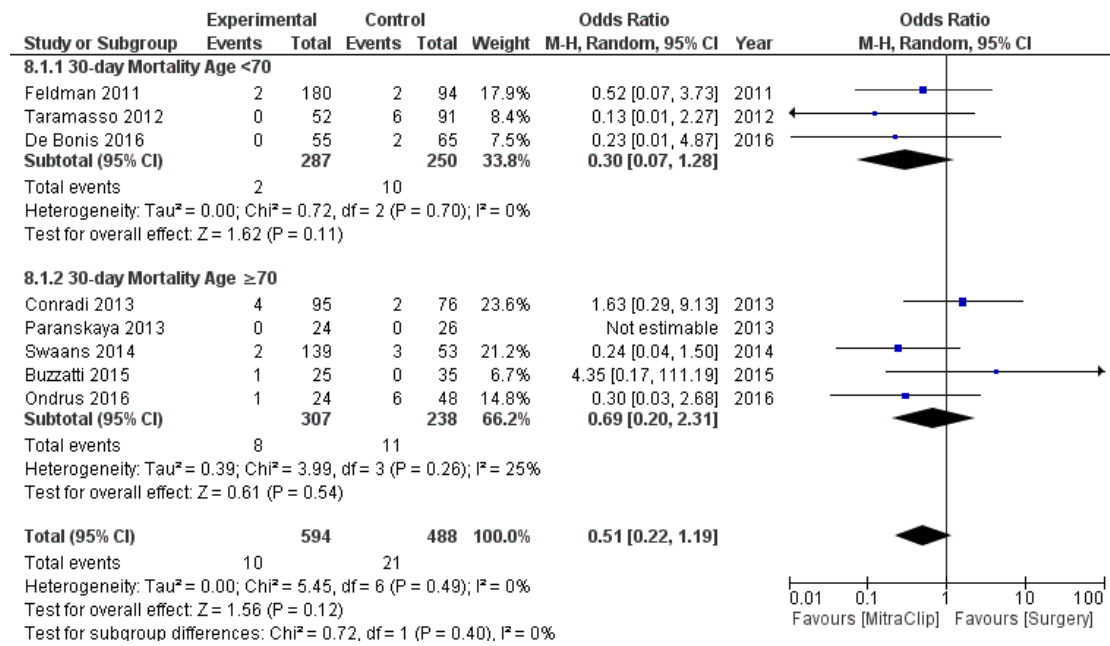 Experimental Control Odds Ratio Odds Ratio
Study or Subgroup Events Total Events Total Weight M-H, Random, 95% CI Year M-H, Random, 95% CI
8.1.1 30-day Mortality Age <70
Feldman 2011 2 180 2 94 17.9% 0.52 [0.07, 3.73] 2011
Taramasso 2012 0 52 6 91 8.4% 0.13 [0.01, 2.27] 2012
De Bonis 2016 0 55 2 65 7.5% 0.23 [0.01, 4.87] 2016
Subtotal (95% CI) 287 250 33.8% 0.30 [0.07, 1.28]
Total events 2 10
Heterogeneity: Tau² = 0.00; Chi² = 0.72, df = 2 (P = 0.70); I² = 0%
Test for overall effect: Z = 1.62 (P = 0.11)
8.1.2 30-day Mortality Age ≥70
Conradi 2013 4 95 2 76 23.6% 1.63 [0.29, 9.13] 2013
Paranskaya 2013 0 24 0 26 Not estimable 2013
Swaans 2014 2 139 3 53 21.2% 0.24 [0.04, 1.50] 2014
Buzzatti 2015 1 25 0 35 6.7% 4.35 [0.17, 111.19] 2015
Ondrus 2016 1 24 6 48 14.8% 0.30 [0.03, 2.68] 2016
Subtotal (95% CI) 307 238 66.2% 0.69 [0.20, 2.31]
Total events 8 11
Heterogeneity: Tau² = 0.39; Chi² = 3.99, df = 3 (P = 0.26); I² = 25%
Test for overall effect: Z = 0.61 (P = 0.54)
Total (95% CI) 594 488 100.0% 0.51 [0.22, 1.19]
Total events 10 21
Heterogeneity: Tau² = 0.00; Chi² = 5.45, df = 6 (P = 0.49); I² = 0%
Test for overall effect: Z = 1.56 (P = 0.12)
Test for subgroup differences: Chi² = 0.72, df = 1 (P = 0.40), I² = 0%
0.01 0.1 1 10 100
Favours [MitraClip] Favours [Surgery]